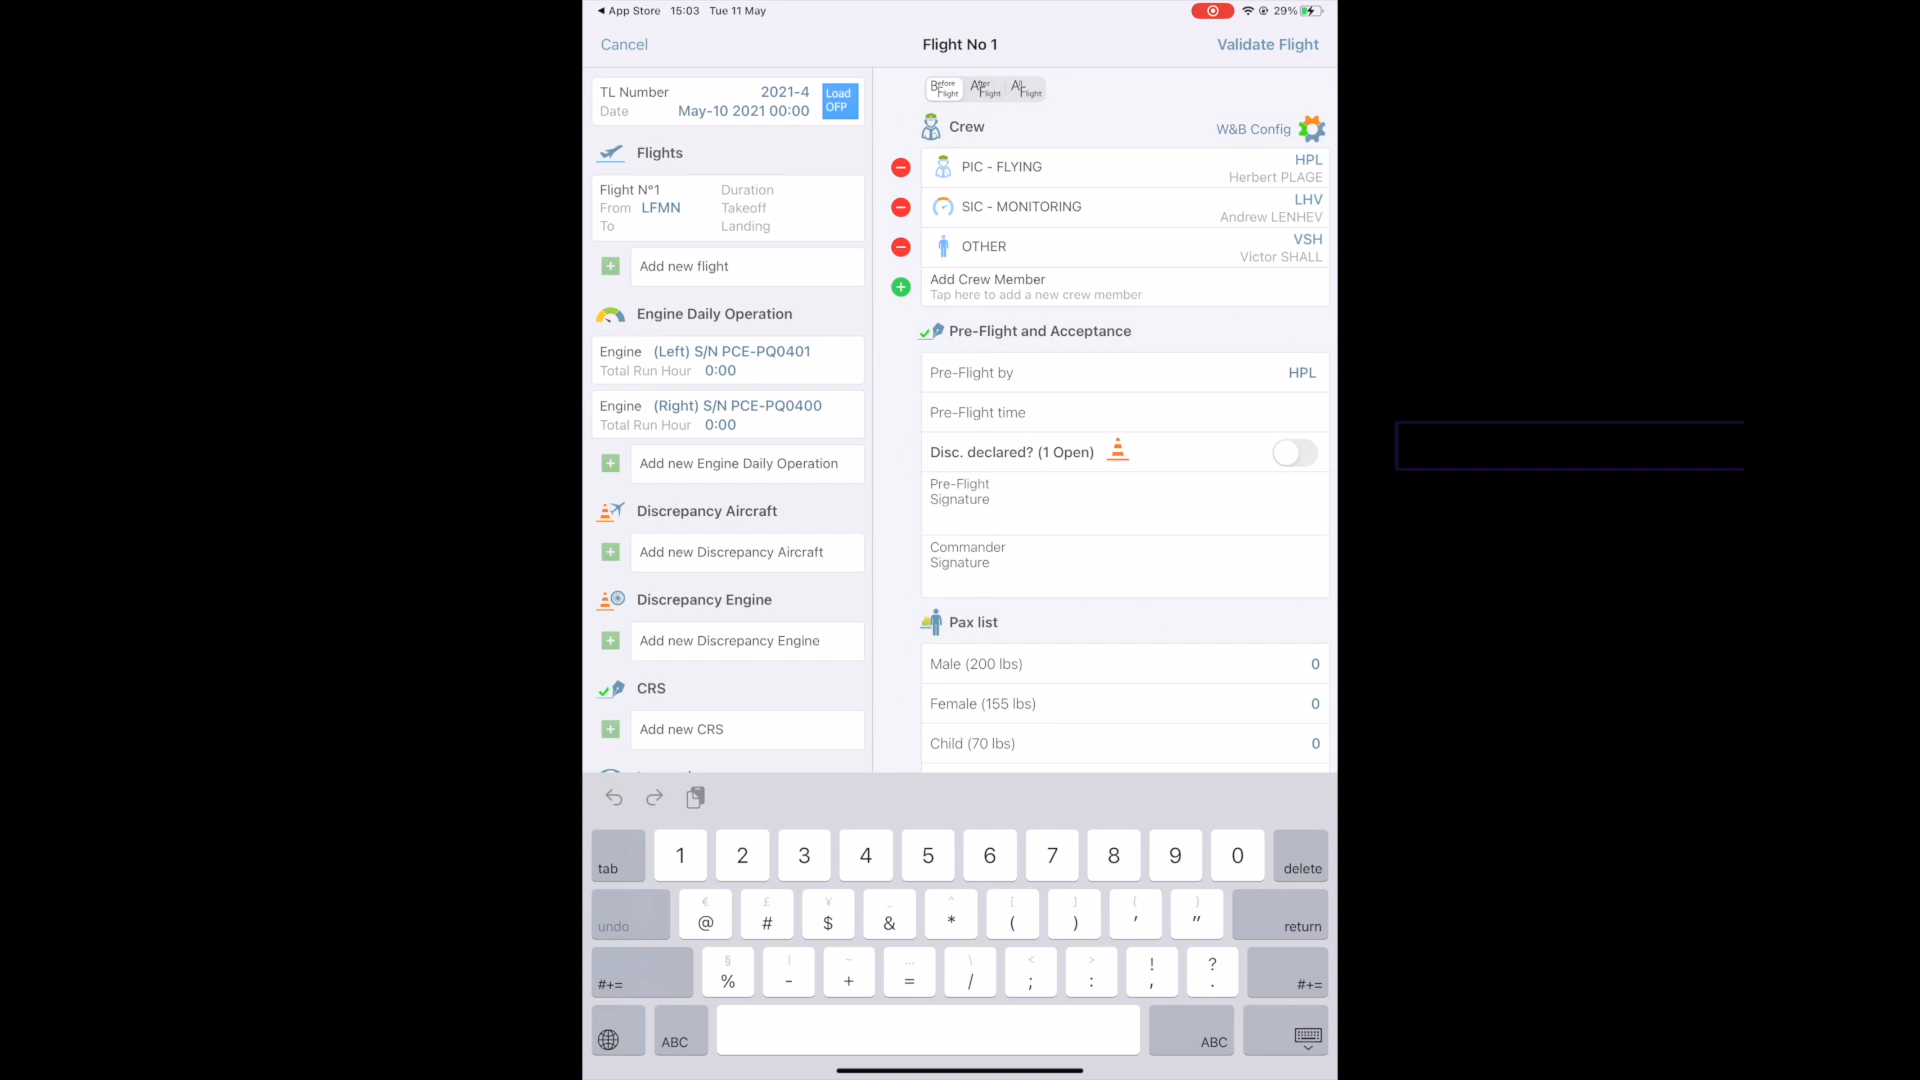 App Store 15:03 Tue 11 May
29%
Cancel
Flight No 1
Validate Flight
TL Number 2021-4
Date May-10 2021 00:00
Load
OFP
Flights
Flight N°1 Duration
From LFMN Takeoff
To Landing
Add new flight
Engine Daily Operation
Engine (Left) S/N PCE-PQ0401
Total Run Hour 0:00
Engine (Right) S/N PCE-PQ0400
Total Run Hour 0:00
Add new Engine Daily Operation
Discrepancy Aircraft
Add new Discrepancy Aircraft
Discrepancy Engine
Add new Discrepancy Engine
CRS
Add new CRS
Before Flight
After Flight
All Flight
Crew
W&B Config
PIC - FLYING HPL
Herbert PLAGE
SIC - MONITORING LHV
Andrew LENHEV
OTHER VSH
Victor SHALL
Add Crew Member
Tap here to add a new crew member
Pre-Flight and Acceptance
Pre-Flight by HPL
Pre-Flight time
Disc. declared? (1 Open)
Pre-Flight
Signature
Commander
Signature
Pax list
Male (200 lbs) 0
Female (155 lbs) 0
Child (70 lbs) 0
tab 1 2 3 4 5 6 7 8 9 0 delete
€ £ ¥ _ ^ [ ] { }
undo @ # $ & * ( ) ' " return
§ | ~ … \ < > ! ?
#+= % - + = / ; : , . #+=
ABC ABC